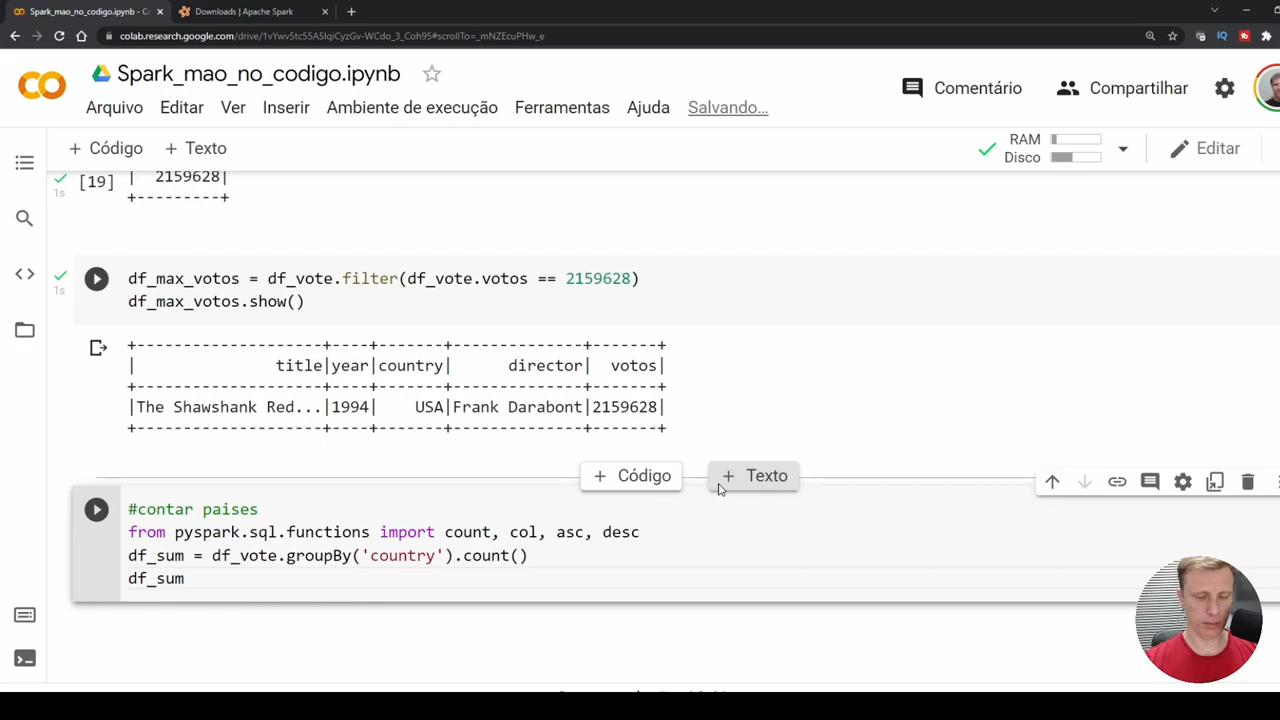 Spark_mao_no_codigo.ipynb - Co
Downloads | Apache Spark
colab.research.google.com/drive/1vYwv5tc55A5IqiCyzGv-WCdo_3_Coh95#scrollTo=_mNZEcuPHw_e
Spark_mao_no_codigo.ipynb
Comentário
Compartilhar
Arquivo Editar Ver Inserir Ambiente de execução Ferramentas Ajuda Salvando...
+ Código + Texto
RAM
Disco
Editar
1s
[19]
| 2159628|
+---------+
1s
df_max_votos = df_vote.filter(df_vote.votos == 2159628)
df_max_votos.show()
+--------------------+----+-------+--------------+-------+
| title|year|country| director| votos|
+--------------------+----+-------+--------------+-------+
|The Shawshank Red...|1994| USA|Frank Darabont|2159628|
+--------------------+----+-------+--------------+-------+
+ Código + Texto
#contar paises
from pyspark.sql.functions import count, col, asc, desc
df_sum = df_vote.groupBy('country').count()
df_sum